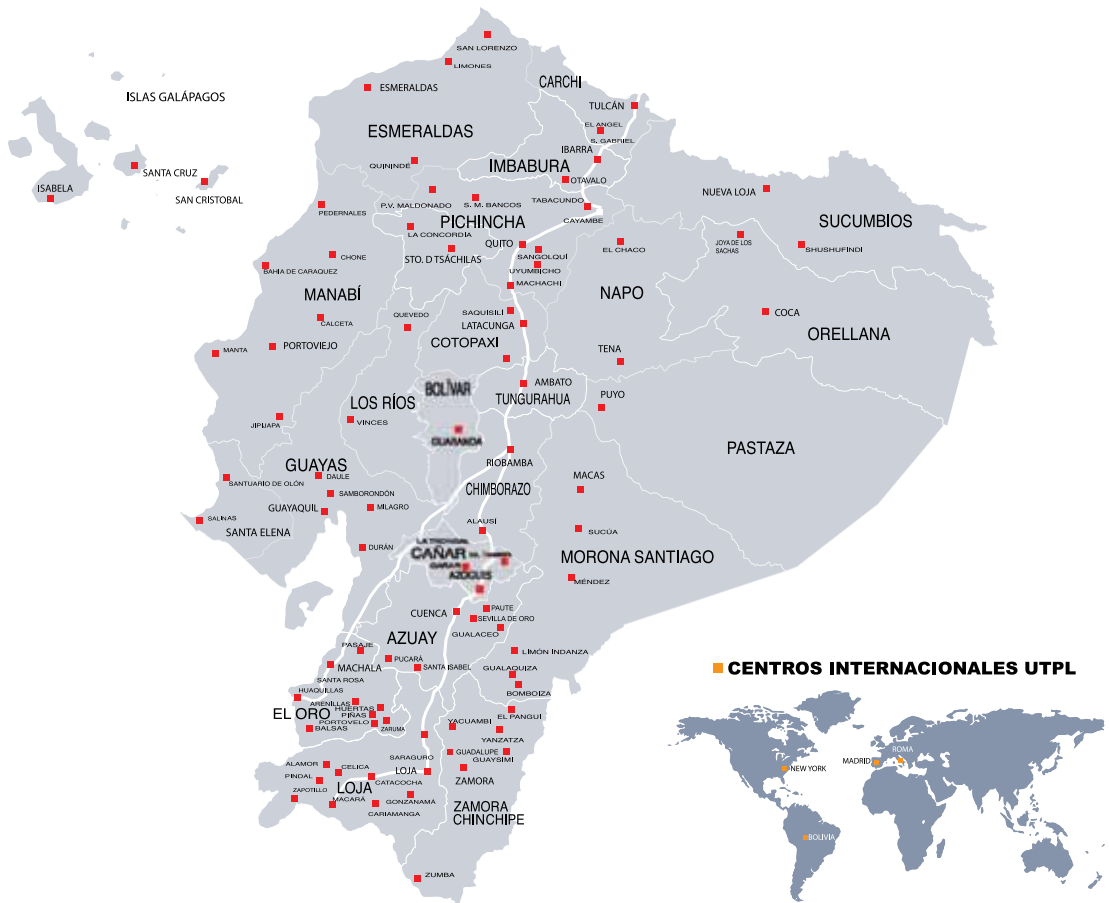 SAN LORENZO
LIMONES
CARCHI
ISLAS GALÁPAGOS
ESMERALDAS
TULCÁN
EL ANGEL
ESMERALDAS
S. GABRIEL
IBARRA
QUININDÉ
IMBABURA
SANTA CRUZ
OTAVALO
ISABELA
NUEVA LOJA
SAN CRISTOBAL
P.V. MALDONADO
S. M. BANCOS
TABACUNDO
PEDERNALES
PICHINCHA
CAYAMBE
SUCUMBIOS
LA CONCORDIA
QUITO
EL CHACO
JOYA DE LOS
SACHAS
SHUSHUFINDI
CHONE
STO. D TSÁCHILAS
SANGOLQUÍ
BAHIA DE CARAQUEZ
UYUMBICHO
MACHACHI
MANABÍ
NAPO
SAQUISILÍ
COCA
CALCETA
QUEVEDO
LATACUNGA
ORELLANA
COTOPAXI
PORTOVIEJO
MANTA
TENA
BOLÍVAR
AMBATO
TUNGURAHUA
PUYO
LOS RÍOS
JIPIJAPA
VINCES
GUARANDA
PASTAZA
RIOBAMBA
GUAYAS
DAULE
MACAS
SANTUARIO DE OLÓN
CHIMBORAZO
SAMBORONDÓN
GUAYAQUIL
MILAGRO
SALINAS
ALAUSÍ
SANTA ELENA
SUCÚA
LA TRONCAL
DURÁN
CAÑAR
MORONA SANTIAGO
CAÑAR
AZOGUES
MÉNDEZ
PAUTE
CUENCA
SEVILLA DE ORO
GUALACEO
AZUAY
PASAJE
LIMÓN INDANZA
PUCARÁ
MACHALA
SANTA ISABEL
GUALAQUIZA
CENTROS INTERNACIONALES UTPL
SANTA ROSA
HUAQUILLAS
BOMBOIZA
ARENILLAS
HUERTAS
EL ORO
PIÑAS
EL PANGUÍ
PORTOVELO
BALSAS
ZARUMA
YACUAMBI
YANZATZA
ROMA
SARAGURO
GUADALUPE
GUAYSIMÍ
MADRID
ALAMOR
CELICA
LOJA
NEW YORK
PINDAL
CATACOCHA
ZAMORA
ZAPOTILLO
LOJA
MACARÁ
GONZANAMÁ
CARIAMANGA
ZAMORA
CHINCHIPE
BOLIVIA
ZUMBA